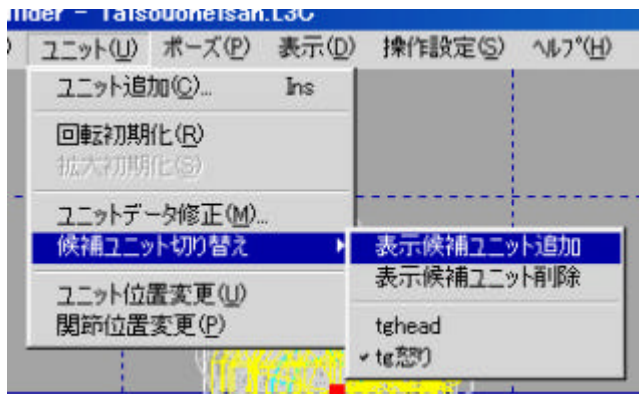 ilder - TaisoudoneIsan.L3C
) ユニット(U) ポーズ(P) 表示(D) 操作設定(S) ヘルプ(H)
ユニット追加(C)... Ins
回転初期化(R)
拡大初期化(S)
ユニットデータ修正(M)...
候補ユニット切り替え
表示候補ユニット追加
表示候補ユニット削除
ユニット位置変更(U)
関節位置変更(P)
tghead
✓tg怒り